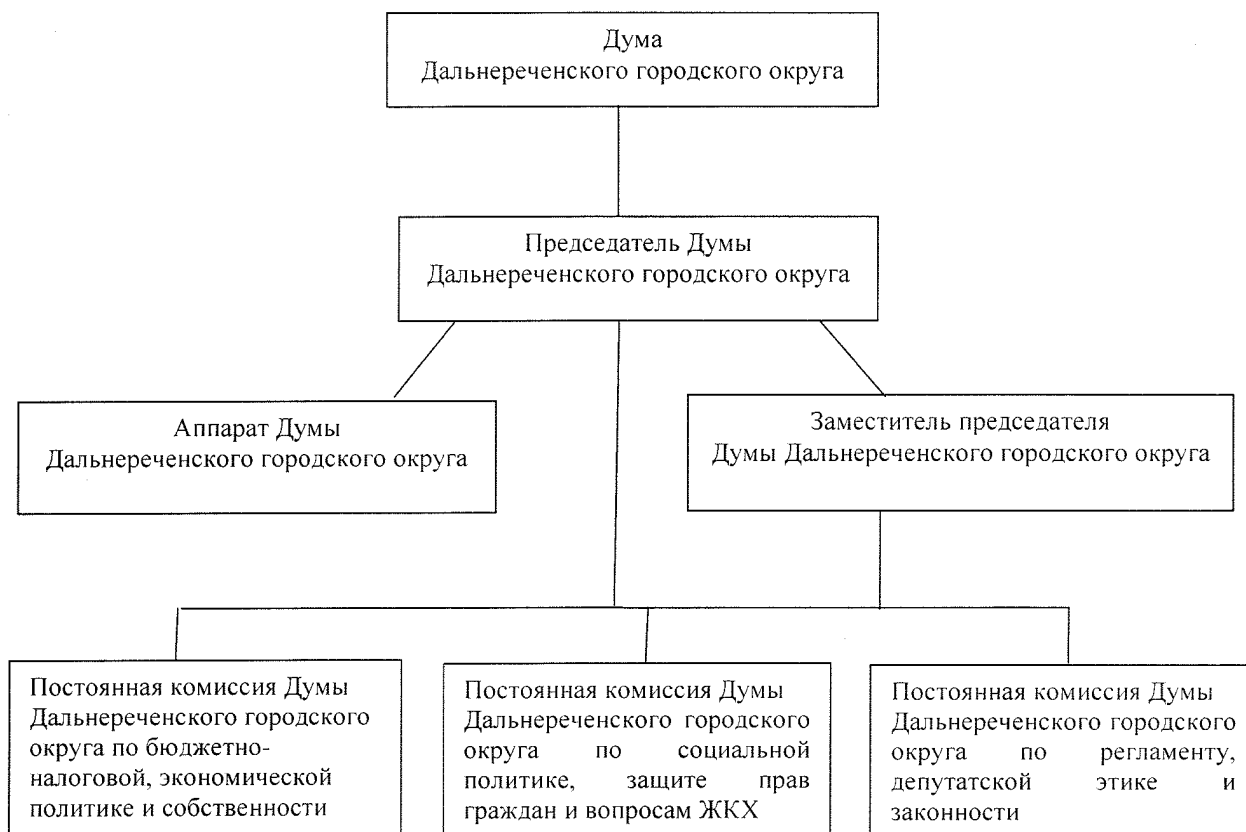 Дума
Дальнереченского городского округа
Председатель Думы
Дальнереченского городского округа
Аппарат Думы
Дальнереченского городского округа
Заместитель председателя
Думы Дальнереченского городского округа
Постоянная комиссия Думы
Дальнереченского городского
округа по бюджетно-
налоговой, экономической
политике и собственности
Постоянная комиссия Думы
Дальнереченского городского
округа по социальной
политике, защите прав
граждан и вопросам ЖКХ
Постоянная комиссия Думы
Дальнереченского городского
округа по регламенту,
депутатской этике и
законности